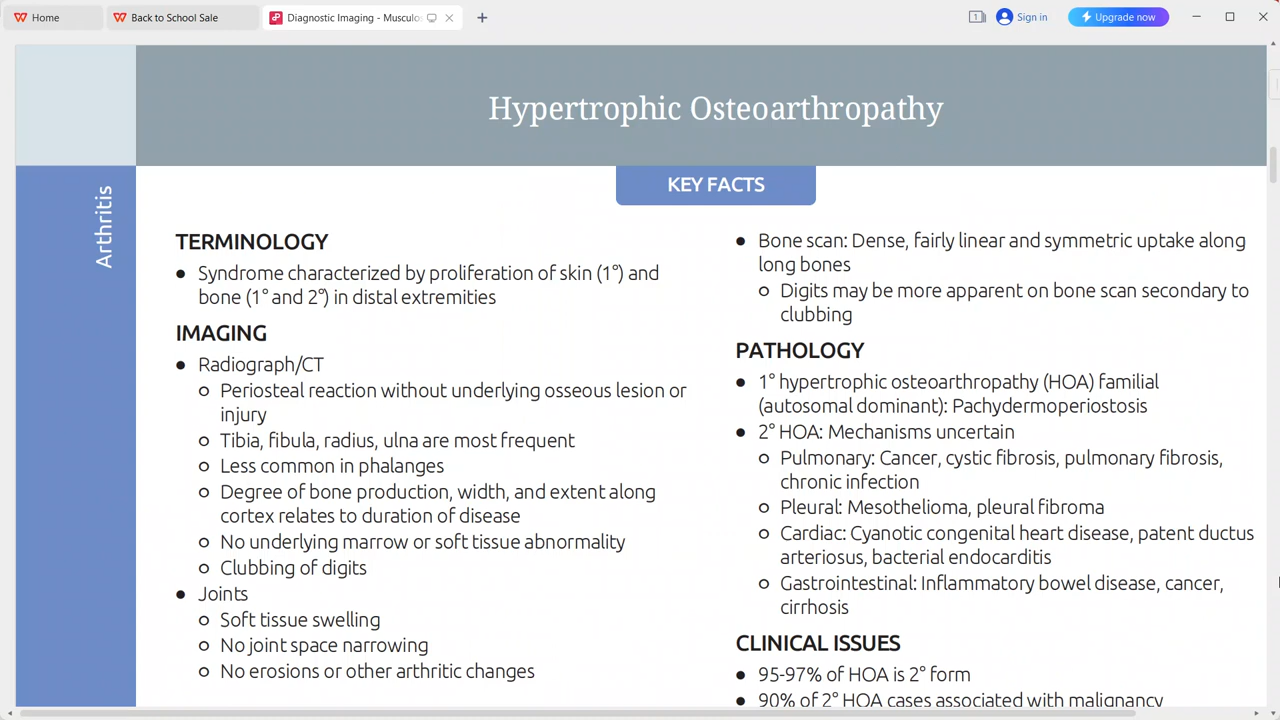 Home
Back to School Sale
Diagnostic Imaging - Musculo
1
Sign in
Upgrade now
Hypertrophic Osteoarthropathy
Arthritis
KEY FACTS
TERMINOLOGY
● Syndrome characterized by proliferation of skin (1°) and
bone (1° and 2°) in distal extremities
IMAGING
● Radiograph/CT
○ Periosteal reaction without underlying osseous lesion or
injury
○ Tibia, fibula, radius, ulna are most frequent
○ Less common in phalanges
○ Degree of bone production, width, and extent along
cortex relates to duration of disease
○ No underlying marrow or soft tissue abnormality
○ Clubbing of digits
● Joints
○ Soft tissue swelling
○ No joint space narrowing
○ No erosions or other arthritic changes
● Bone scan: Dense, fairly linear and symmetric uptake along
long bones
○ Digits may be more apparent on bone scan secondary to
clubbing
PATHOLOGY
● 1° hypertrophic osteoarthropathy (HOA) familial
(autosomal dominant): Pachydermoperiostosis
● 2° HOA: Mechanisms uncertain
○ Pulmonary: Cancer, cystic fibrosis, pulmonary fibrosis,
chronic infection
○ Pleural: Mesothelioma, pleural fibroma
○ Cardiac: Cyanotic congenital heart disease, patent ductus
arteriosus, bacterial endocarditis
○ Gastrointestinal: Inflammatory bowel disease, cancer,
cirrhosis
CLINICAL ISSUES
● 95-97% of HOA is 2° form
● 90% of 2° HOA cases associated with malignancy